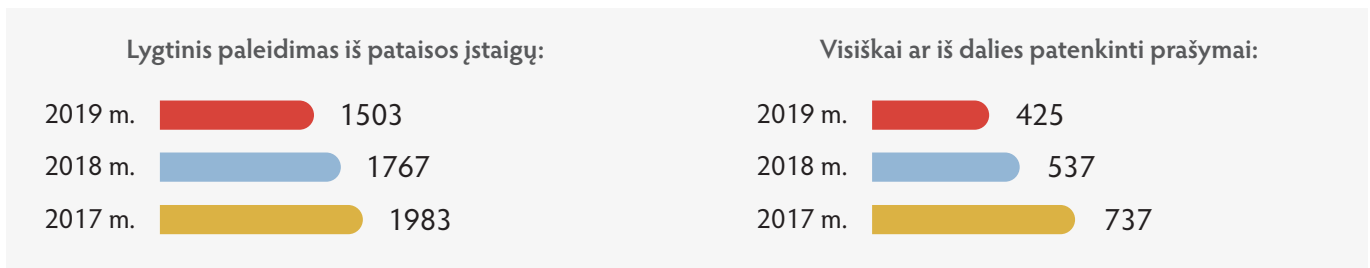 Lygtinis paleidimas iš pataisos įstaigų:
2019 m. 1503
2018 m. 1767
2017 m. 1983
Visiškai ar iš dalies patenkinti prašymai:
2019 m. 425
2018 m. 537
2017 m. 737